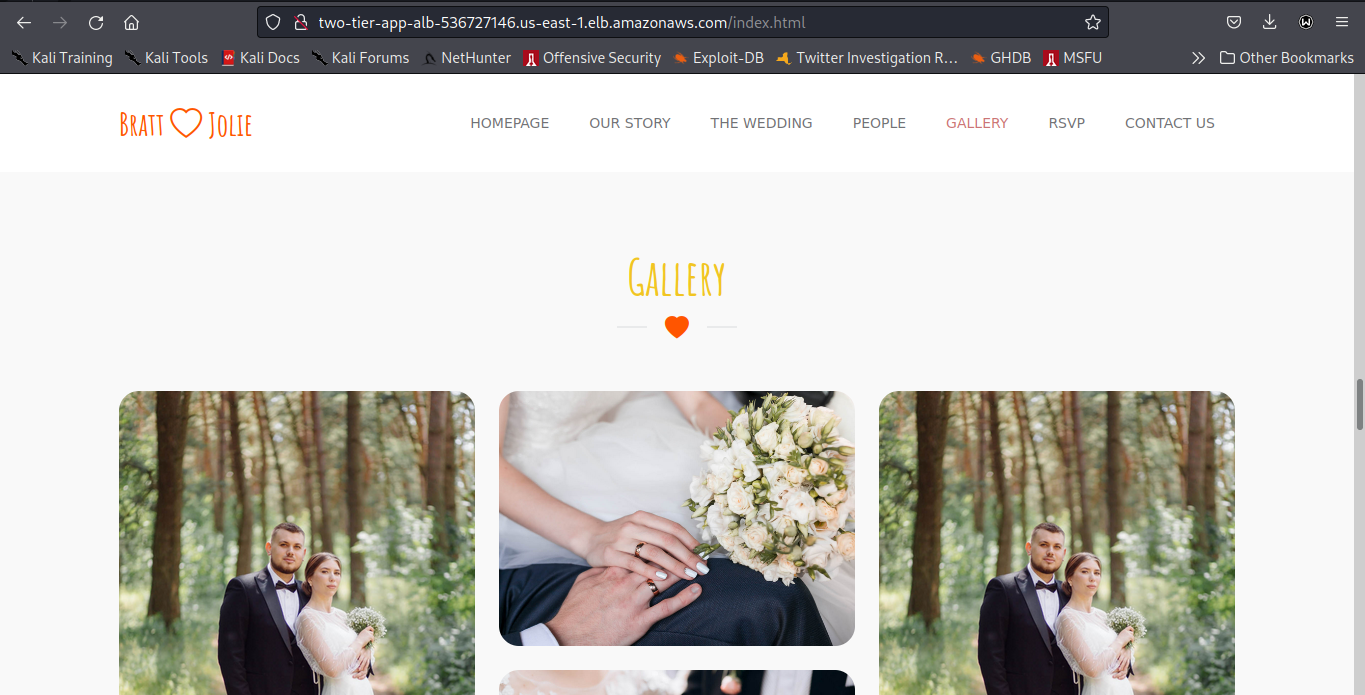 two-tier-app-alb-536727146.us-east-1.elb.amazonaws.com/index.html
Kali Training Kali Tools Kali Docs Kali Forums NetHunter Offensive Security Exploit-DB Twitter Investigation R... GHDB MSFU Other Bookmarks
Bratt Jolie HOMEPAGE OUR STORY THE WEDDING PEOPLE GALLERY RSVP CONTACT US
Gallery